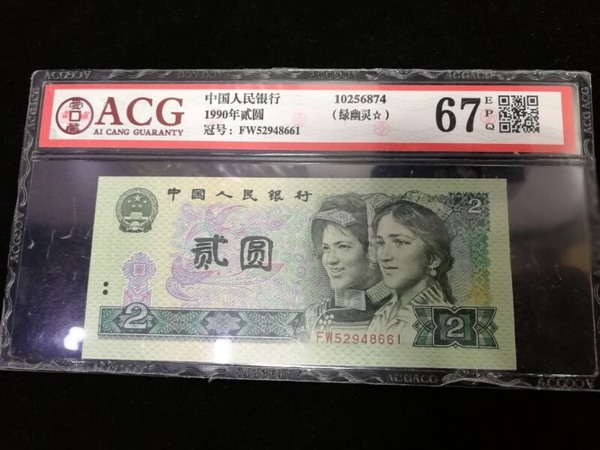 ACG
AI CANG GUARANTY
中国人民银行
1990年贰圆
冠号：FW52948661
10256874
（绿幽灵☆）
67
EPQ
中国人民银行
贰圆
2
2
2
FW52948661